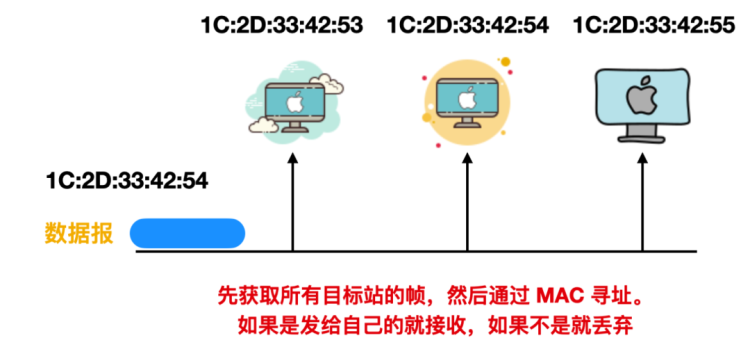 1C:2D:33:42:53 1C:2D:33:42:54 1C:2D:33:42:55
1C:2D:33:42:54
数据报
先获取所有目标站的帧，然后通过 MAC 寻址。
如果是发给自己的就接收，如果不是就丢弃